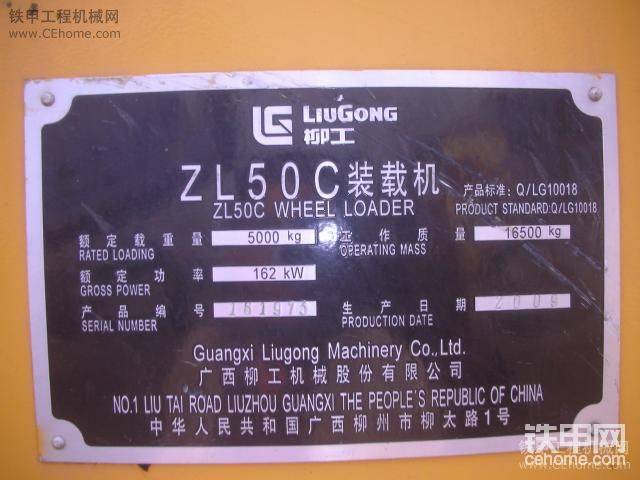 铁甲工程机械网
www.CEhome.com
LIUGONG
柳工
ZL50C装载机 产品标准：Q/LG10018
ZL50C WHEEL LOADER PRODUCT STANDARD:Q/LG10018
额定载重量 5000 kg 工作质量 16500 kg
RATED LOADING OPERATING MASS
额定功率 162 kW
GROSS POWER
产品编号 生产日期 2009
SERIAL NUMBER PRODUCTION DATE
Guangxi Liugong Machinery Co.,Ltd.
广西柳工机械股份有限公司
NO.1 LIU TAI ROAD LIUZHOU GUANGXI THE PEOPLE'S REPUBLIC OF CHINA
中华人民共和国广西柳州市柳太路1号
铁甲网
cehome.com